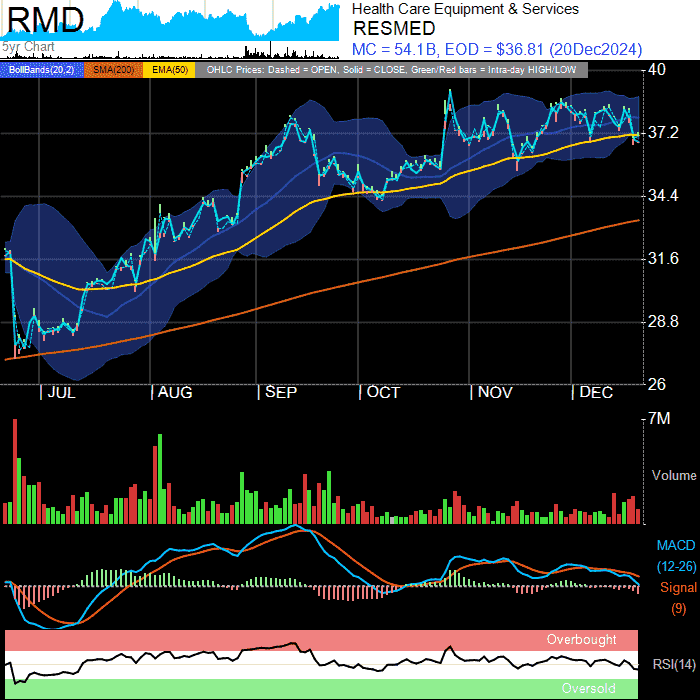 RMD
5yr Chart
Health Care Equipment & Services
RESMED
MC = 54.1B, EOD = $36.81 (20Dec2024)
BollBands(20,2) SMA(200) EMA(50) OHLC Prices: Dashed = OPEN, Solid = CLOSE, Green/Red bars = Intra-day HIGH/LOW
40
37.2
34.4
31.6
28.8
26
JUL AUG SEP OCT NOV DEC
7M
Volume
MACD
(12-26)
Signal
(9)
Overbought
RSI(14)
Oversold